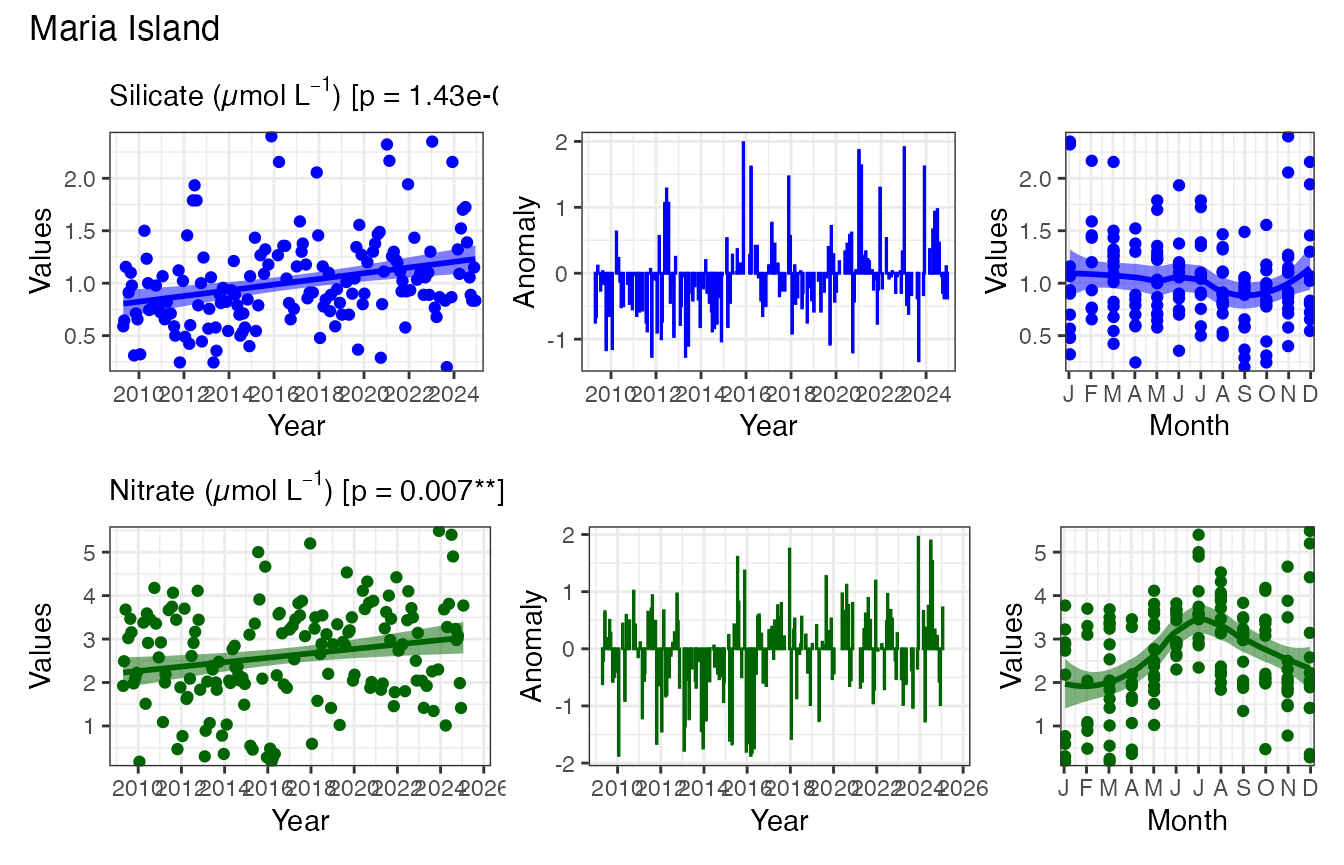 Maria Island
Silicate (µmol L⁻¹) [p = 1.43e-
Values
2.0
1.5
1.0
0.5
2010 2012 2014 2016 2018 2020 2022 2024
Year
Anomaly
2
1
0
-1
2010 2012 2014 2016 2018 2020 2022 2024
Year
Values
2.0
1.5
1.0
0.5
J F M A M J J A S O N D
Month
Nitrate (µmol L⁻¹) [p = 0.007**]
Values
5
4
3
2
1
2010 2012 2014 2016 2018 2020 2022 2024 2026
Year
Anomaly
2
1
0
-1
-2
2010 2012 2014 2016 2018 2020 2022 2024 2026
Year
Values
5
4
3
2
1
J F M A M J J A S O N D
Month